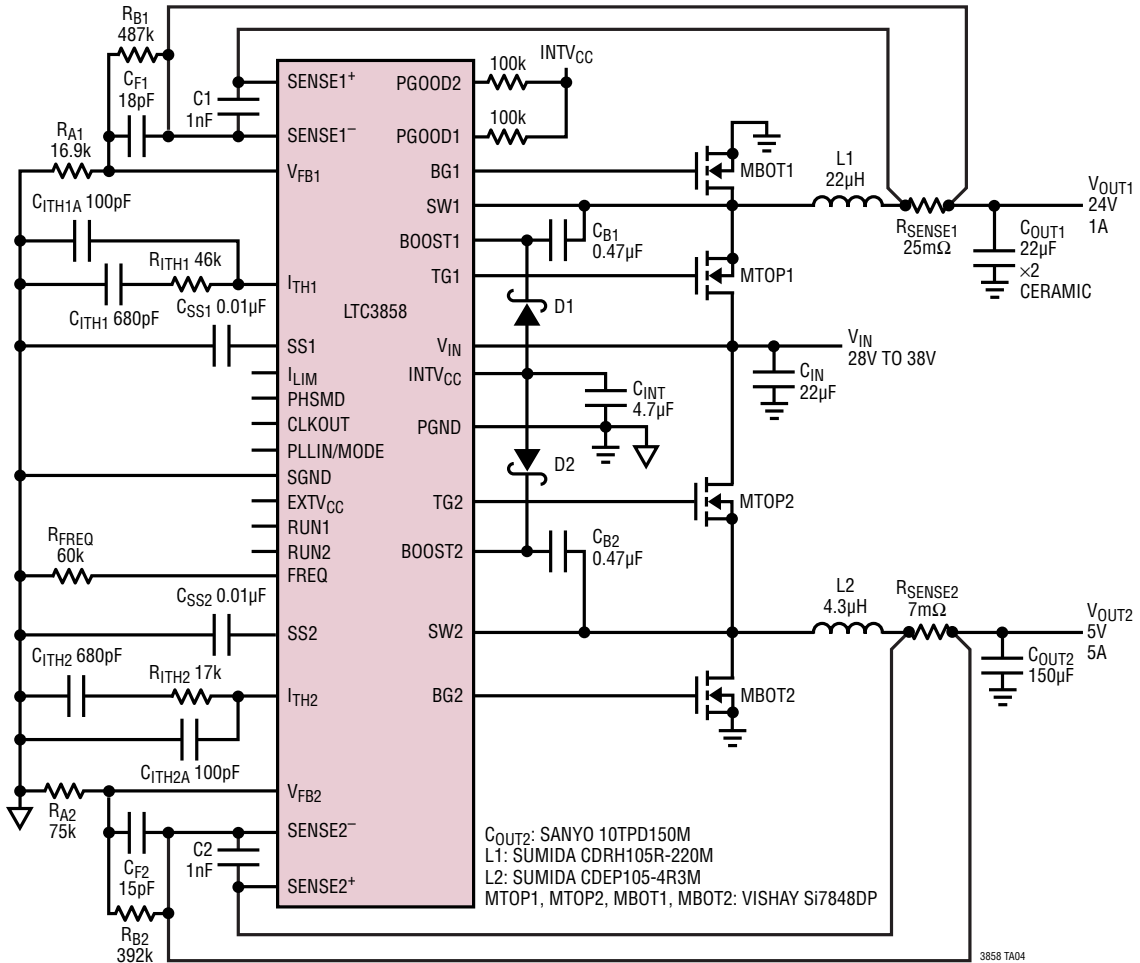 RB1
487k
CF1
18pF
RA1
16.9k
C1
1nF
CITH1A 100pF
RITH1 46k
CITH1 680pF
CSS1 0.01µF
RFREQ
60k
CSS2 0.01µF
CITH2 680pF
RITH2 17k
CITH2A 100pF
RA2
75k
CF2
15pF
RB2
392k
C2
1nF
SENSE1+
SENSE1–
VFB1
ITH1
LTC3858
SS1
ILIM
PHSMD
CLKOUT
PLLIN/MODE
SGND
EXTVCC
RUN1
RUN2
FREQ
SS2
ITH2
VFB2
SENSE2–
SENSE2+
PGOOD2
PGOOD1
BG1
SW1
BOOST1
TG1
VIN
INTVCC
PGND
TG2
BOOST2
SW2
BG2
100k
INTVCC
100k
MBOT1
L1
22µH
CB1
0.47µF
RSENSE1
25mΩ
VOUT1
24V
1A
COUT1
22µF
×2
CERAMIC
MTOP1
D1
VIN
28V TO 38V
CIN
22µF
CINT
4.7µF
D2
MTOP2
CB2
0.47µF
L2
4.3µH
RSENSE2
7mΩ
VOUT2
5V
5A
COUT2
150µF
MBOT2
COUT2: SANYO 10TPD150M
L1: SUMIDA CDRH105R-220M
L2: SUMIDA CDEP105-4R3M
MTOP1, MTOP2, MBOT1, MBOT2: VISHAY Si7848DP
3858 TA04